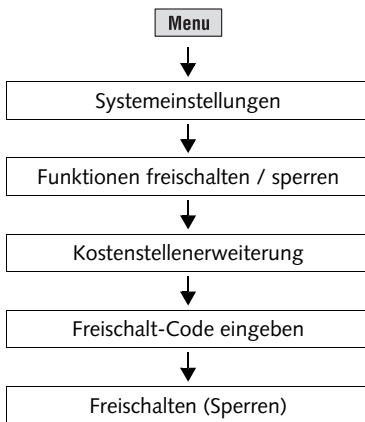 Menu
Systemeinstellungen
Funktionen freischalten / sperren
Kostenstellenerweiterung
Freischalt-Code eingeben
Freischalten (Sperren)